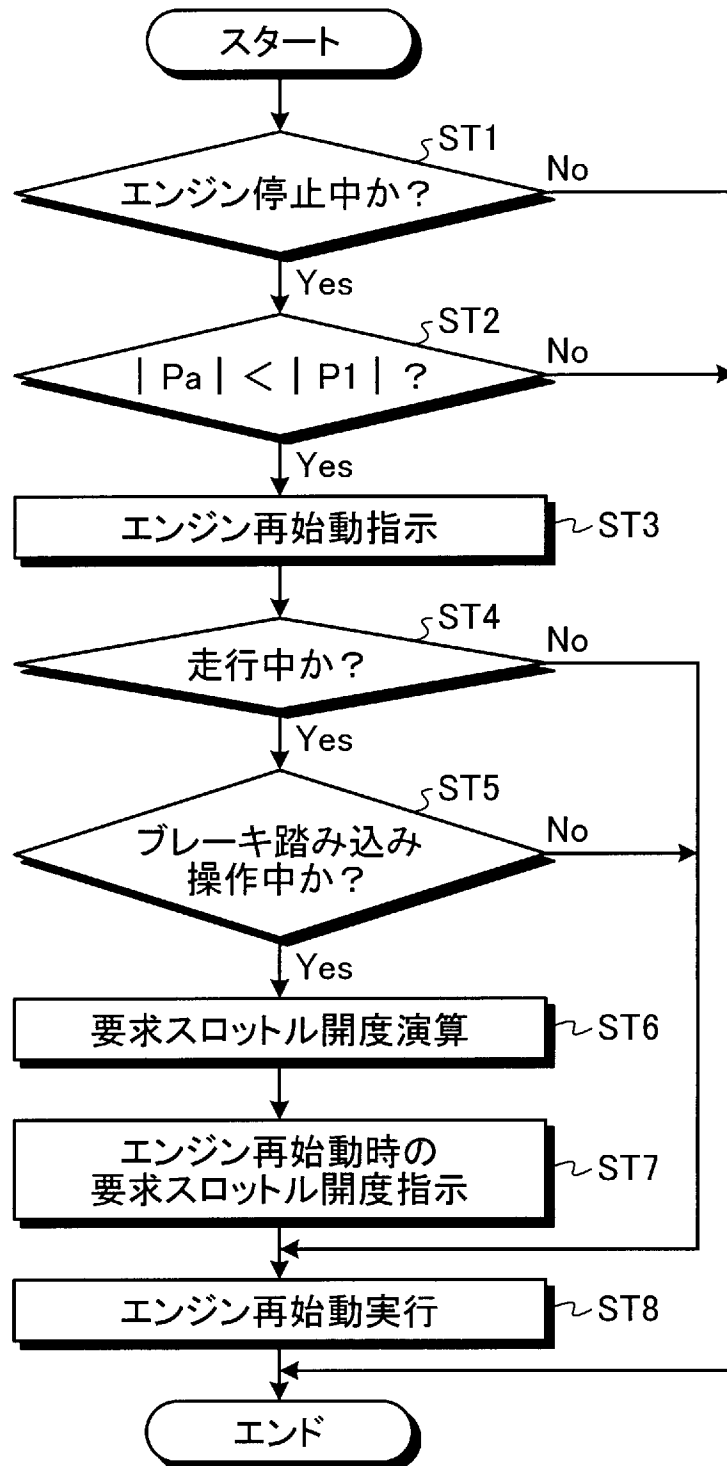 スタート
ST1
エンジン停止中か？
No
Yes
ST2
｜Pa｜＜｜P1｜？
No
Yes
エンジン再始動指示
ST3
ST4
走行中か？
No
Yes
ST5
ブレーキ踏み込み
操作中か？
No
Yes
要求スロットル開度演算
ST6
エンジン再始動時の
要求スロットル開度指示
ST7
エンジン再始動実行
ST8
エンド